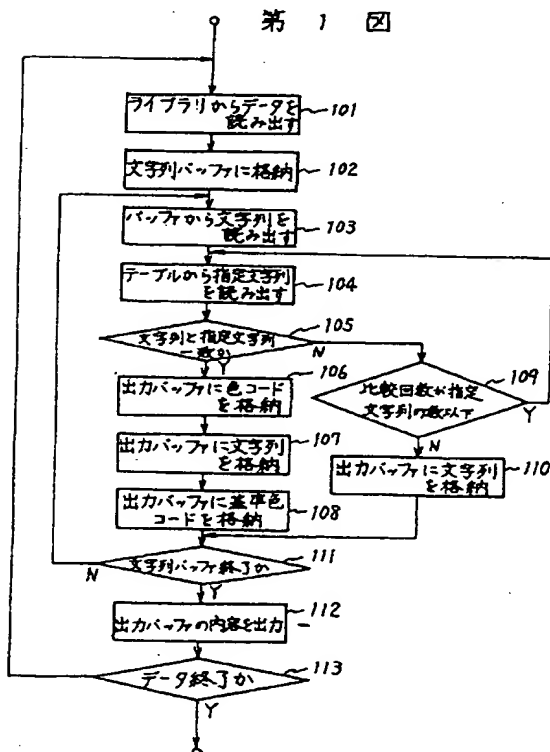 第 1 図
ライブラリからデータを
読み出す
101
文字列バッファに格納
102
バッファから文字列を
読み出す
103
テーブルから指定文字列
を読み出す
104
文字列と指定文字列
一致か
105
Y
N
出力バッファに色コード
を格納
106
比較回数が指定
文字列の数以下
109
Y
N
出力バッファに文字列
を格納
107
出力バッファに文字列
を格納
110
出力バッファに基準色
コードを格納
108
文字列バッファ終了か
111
N
Y
出力バッファの内容を出力
112
データ終了か
113
Y